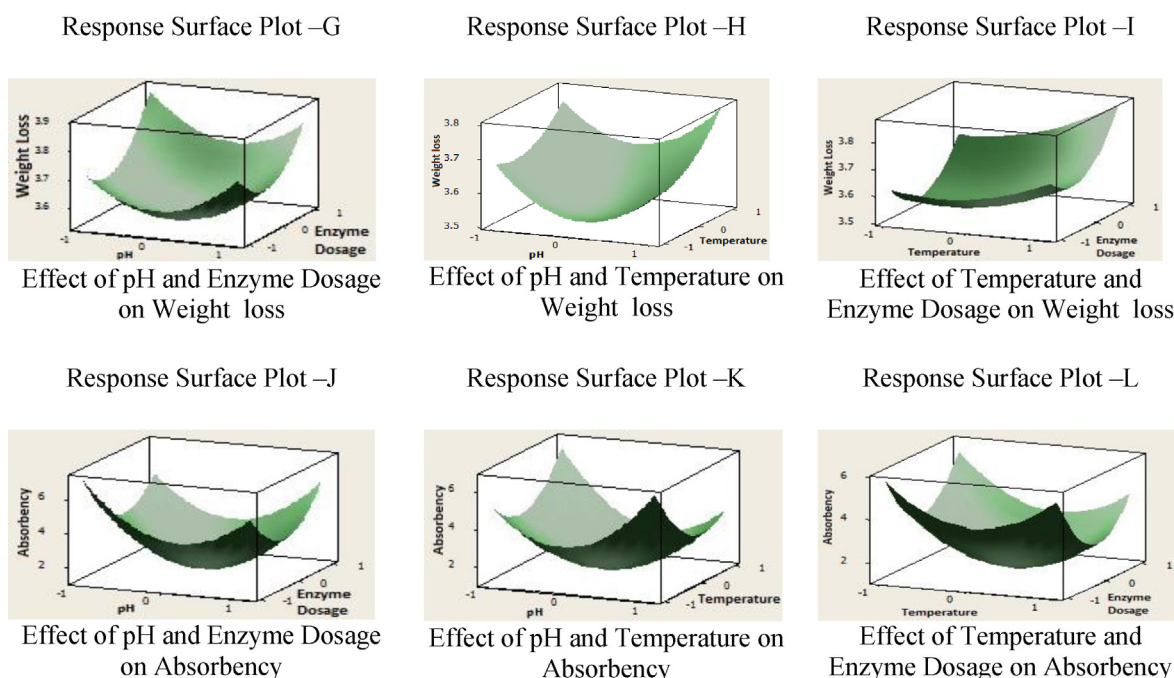 Response Surface Plot –G
Response Surface Plot –H
Response Surface Plot –I
Weight Loss
3.9
3.8
3.7
3.6
-1
0
1
pH
-1
0
1
Enzyme
Dosage
Weight Loss
3.8
3.7
3.6
3.5
-1
0
1
pH
-1
0
1
Temperature
Weight Loss
3.8
3.7
3.6
3.5
-1
0
1
Temperature
-1
0
1
Enzyme
Dosage
Effect of pH and Enzyme Dosage
on Weight loss
Effect of pH and Temperature on
Weight loss
Effect of Temperature and
Enzyme Dosage on Weight loss
Response Surface Plot –J
Response Surface Plot –K
Response Surface Plot –L
Absorbency
6
4
2
-1
0
1
pH
-1
0
1
Enzyme
Dosage
Absorbency
6
4
2
-1
0
1
pH
-1
0
1
Temperature
Absorbency
6
4
2
-1
0
1
Temperature
-1
0
1
Enzyme
Dosage
Effect of pH and Enzyme Dosage
on Absorbency
Effect of pH and Temperature on
Absorbency
Effect of Temperature and
Enzyme Dosage on Absorbency